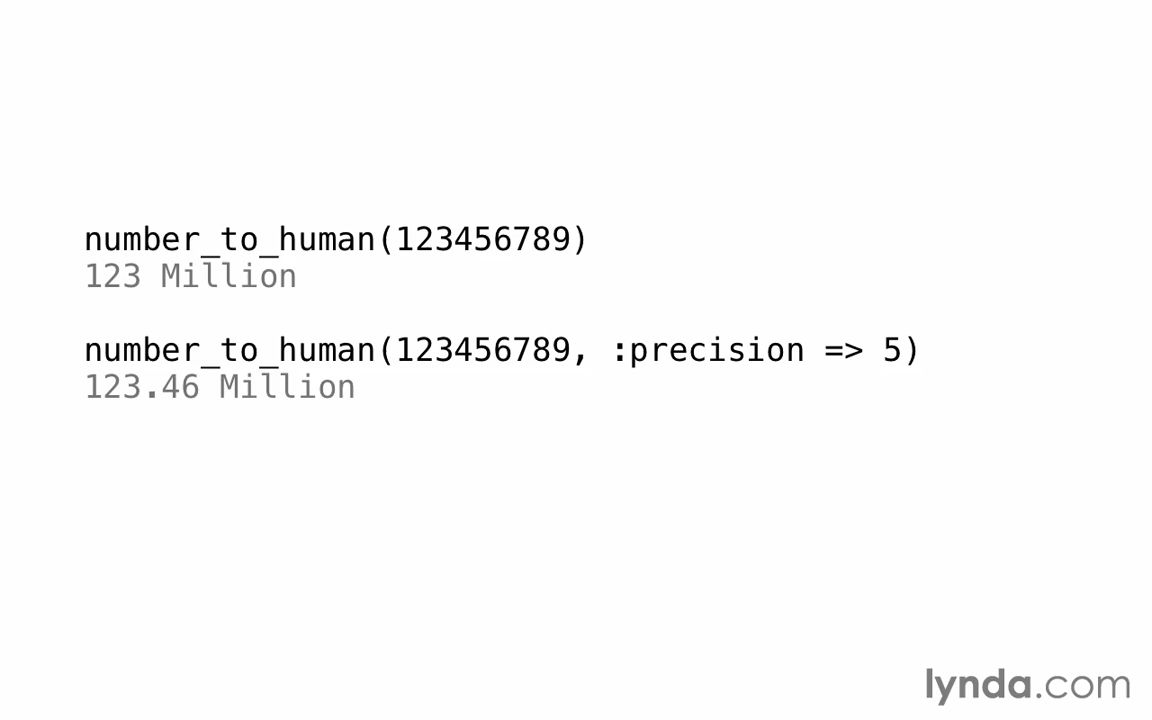 number_to_human(123456789)
123 Million
number_to_human(123456789, :precision => 5)
123.46 Million
lynda.com